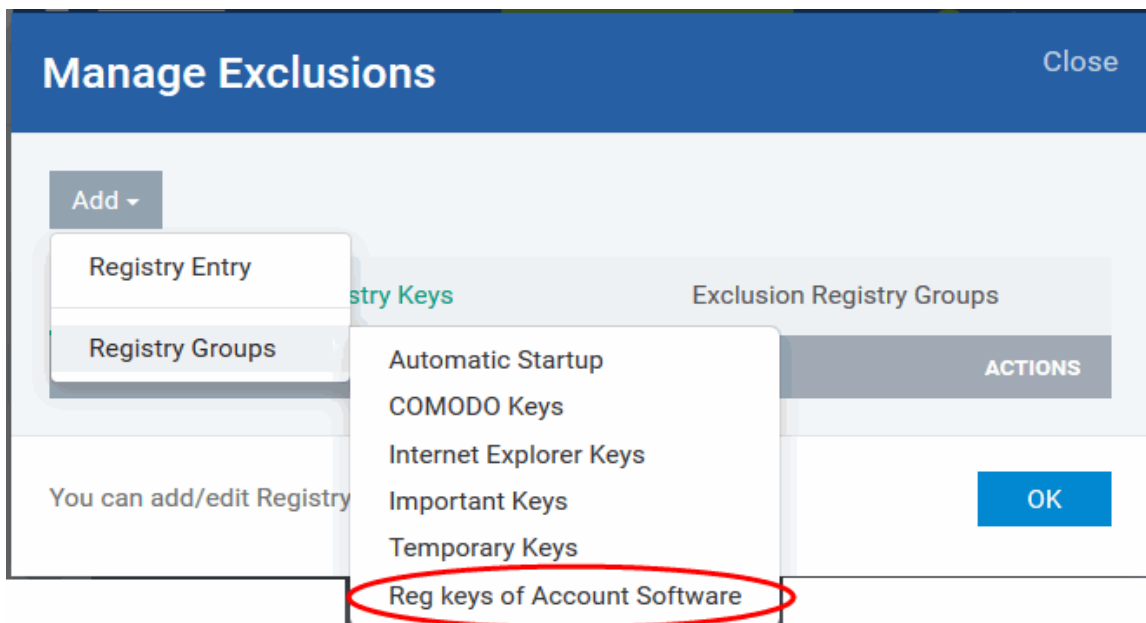 Manage Exclusions
Close
Add
Registry Entry
stry Keys
Exclusion Registry Groups
Registry Groups
ACTIONS
Automatic Startup
COMODO Keys
Internet Explorer Keys
You can add/edit Registry
Important Keys
OK
Temporary Keys
Reg keys of Account Software